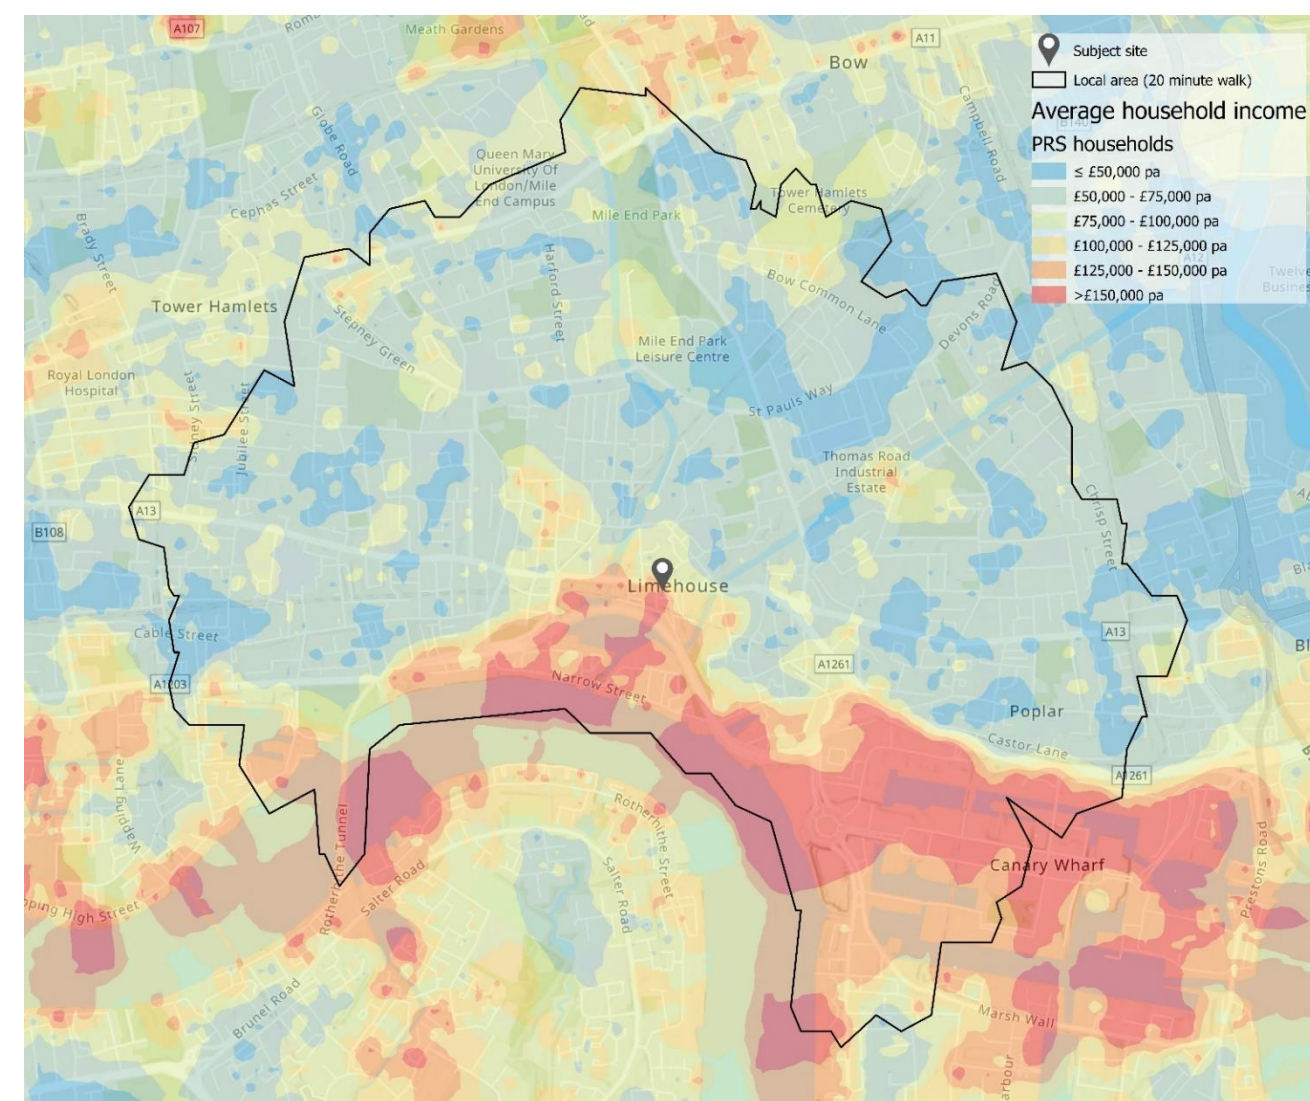 A107
Meath Gardens
A11
Bow
Subject site
Local area (20 minute walk)
Average household income
PRS households
≤ £50,000 pa
£50,000 - £75,000 pa
£75,000 - £100,000 pa
£100,000 - £125,000 pa
£125,000 - £150,000 pa
>£150,000 pa
Globe Road
Campbell Road
Queen Mary
University Of
London/Mile
End Campus
Cephas Street
Tower Hamlets
Cemetery
Mile End Park
Brady Street
Harford Street
A12
Bow Common Lane
Tower Hamlets
Stepney Green
Devons Road
Mile End Park
Leisure Centre
Royal London
Hospital
Sidney Street
Jubilee Street
St Pauls Way
Thomas Road
Industrial
Estate
Chrisp Street
A13
B108
Limehouse
Cable Street
A13
A1261
A1203
Narrow Street
Poplar
Castor Lane
A1261
Wapping Lane
Rotherhithe Street
Rotherhithe Tunnel
Salter Road
Salter Road
Canary Wharf
Prestons Road
pping High Street
Brunel Road
Marsh Wall
arbour